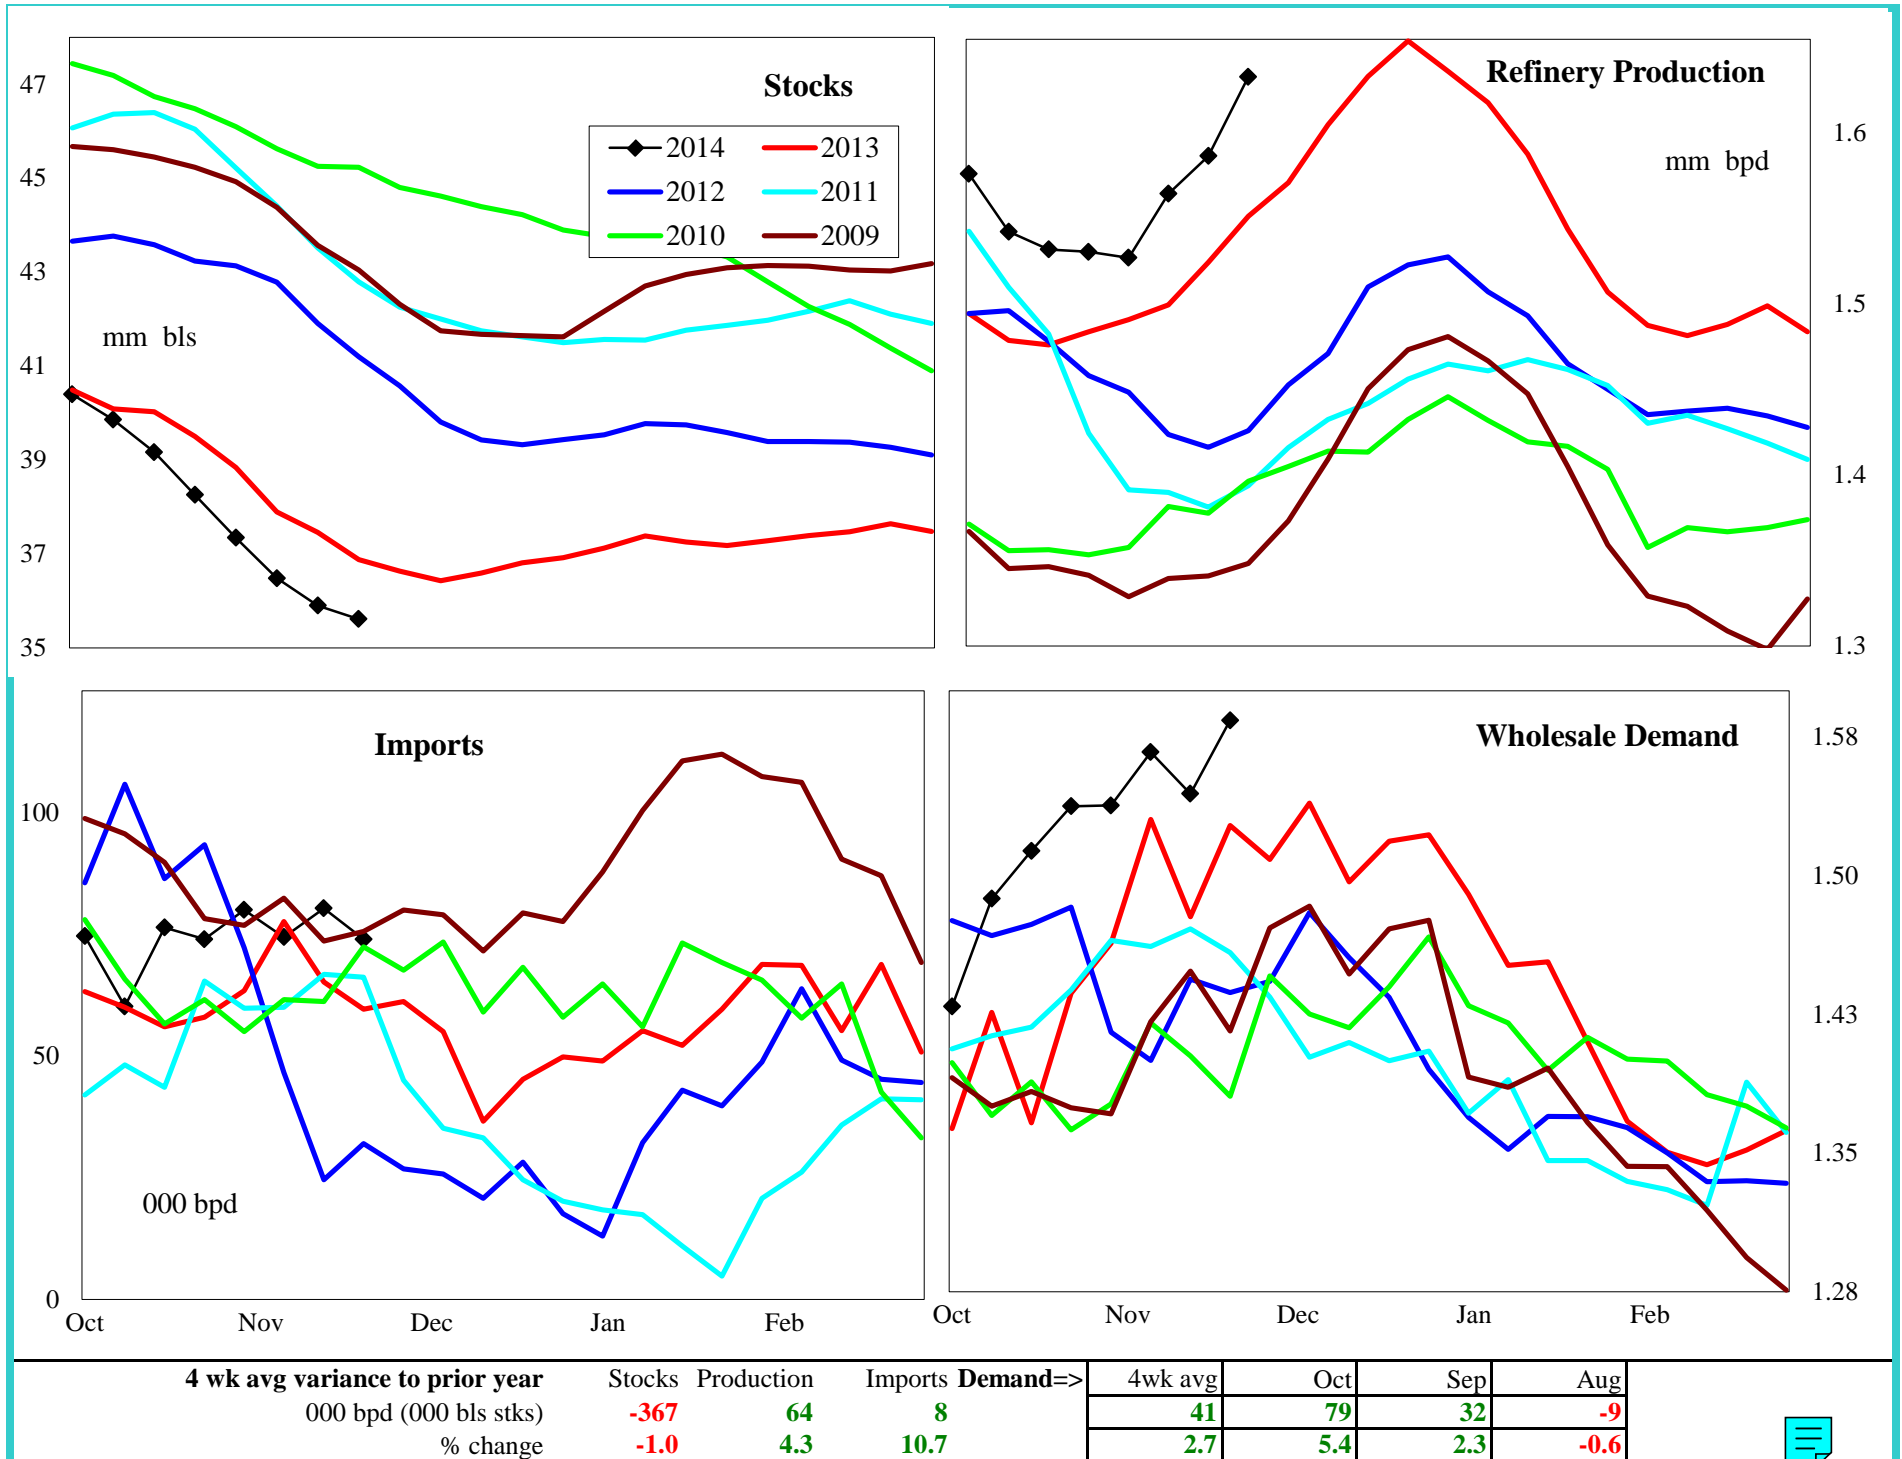 Stocks
47
45
43
41
39
37
35
mm bls
2014
2013
2012
2011
2010
2009
Refinery Production
mm bpd
1.6
1.5
1.4
1.3
Imports
100
50
0
000 bpd
Oct Nov Dec Jan Feb
Wholesale Demand
1.58
1.50
1.43
1.35
1.28
Oct Nov Dec Jan Feb
4 wk avg variance to prior year Stocks Production Imports Demand=> 4wk avg Oct Sep Aug
000 bpd (000 bls stks) -367 64 8 41 79 32 -9
% change -1.0 4.3 10.7 2.7 5.4 2.3 -0.6